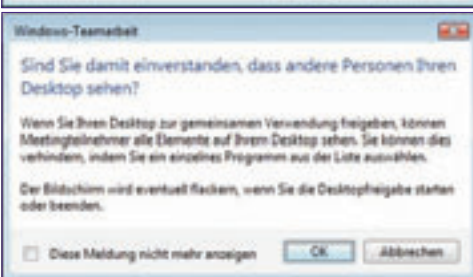 Windows-Teamarbeit
Sind Sie damit einverstanden, dass andere Personen Ihren
Desktop sehen?
Wenn Sie Ihren Desktop zur gemeinsamen Verwendung freigeben, können
Meetingteilnehmer alle Elemente auf Ihrem Desktop sehen. Sie können dies
verhindern, indem Sie ein einzelnes Programm aus der Liste auswählen.
Der Bildschirm wird eventuell flackern, wenn Sie die Desktopfreigabe starten
oder beenden.
Diese Meldung nicht mehr anzeigen
OK
Abbrechen